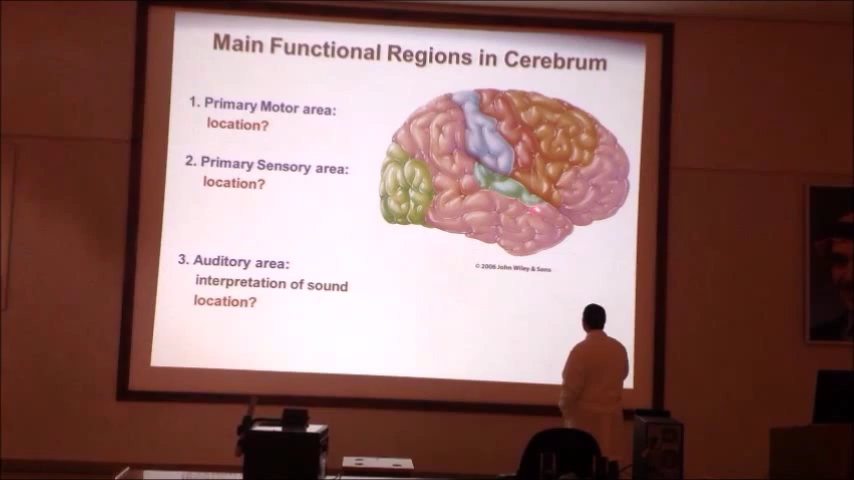 Main Functional Regions in Cerebrum
1. Primary Motor area:
location?
2. Primary Sensory area:
location?
3. Auditory area:
interpretation of sound
location?
© 2006 John Wiley & Sons